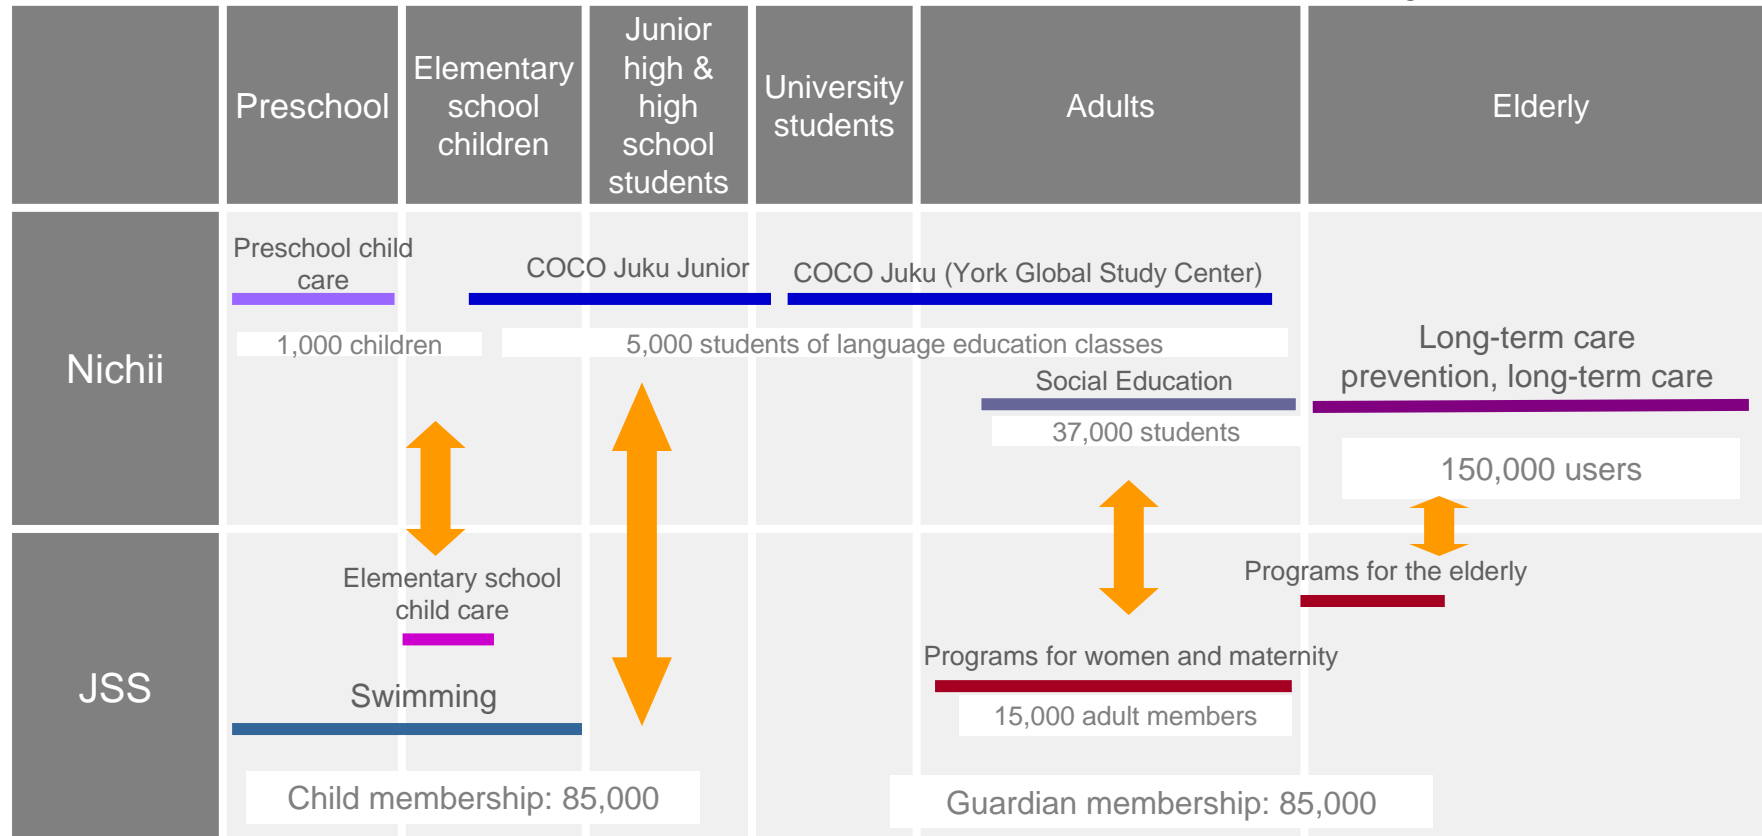 Preschool
Elementary
school
children
Junior
high &
high
school
students
University
students
Adults
Elderly
Nichii
Preschool child
care
COCO Juku Junior
COCO Juku (York Global Study Center)
1,000 children
5,000 students of language education classes
Social Education
37,000 students
Long-term care
prevention, long-term care
150,000 users
JSS
Elementary school
child care
Swimming
Programs for the elderly
Programs for women and maternity
15,000 adult members
Child membership: 85,000
Guardian membership: 85,000